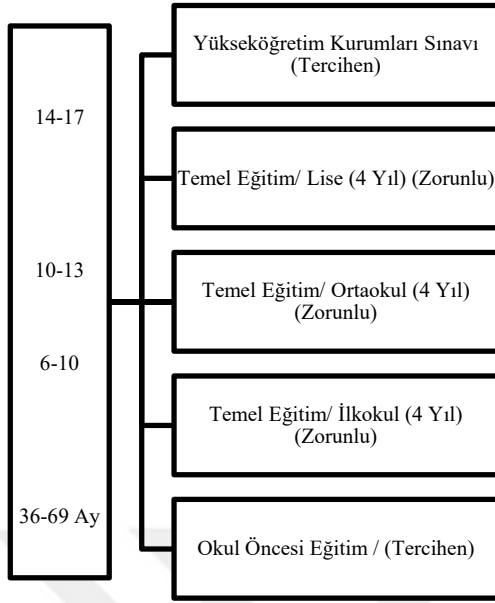 14-17
10-13
6-10
36-69 Ay
Yükseköğretim Kurumları Sınavı
(Tercihen)
Temel Eğitim/ Lise (4 Yıl) (Zorunlu)
Temel Eğitim/ Ortaokul (4 Yıl)
(Zorunlu)
Temel Eğitim/ İlkokul (4 Yıl)
(Zorunlu)
Okul Öncesi Eğitim / (Tercihen)